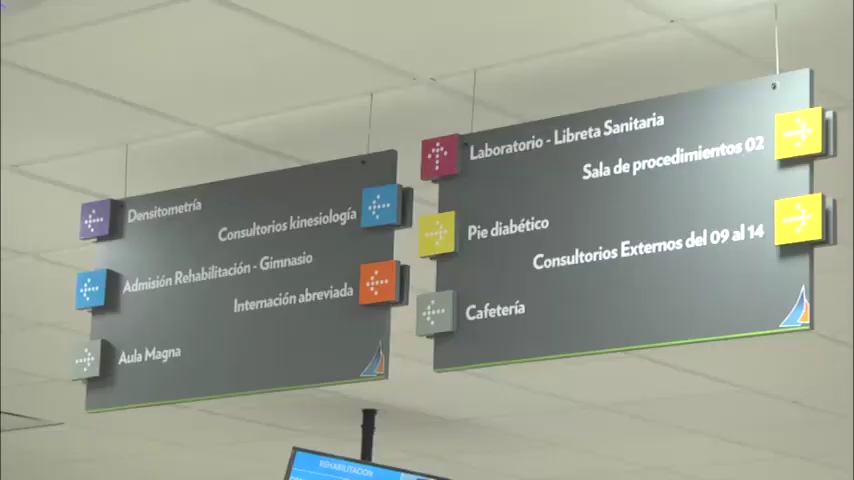 Densitometría
Consultorios kinesiología
Admisión Rehabilitación - Gimnasio
Internación abreviada
Aula Magna
Laboratorio - Libreta Sanitaria
Sala de procedimientos 02
Pie diabético
Consultorios Externos del 09 al 14
Cafetería
REHABILITACIÓN